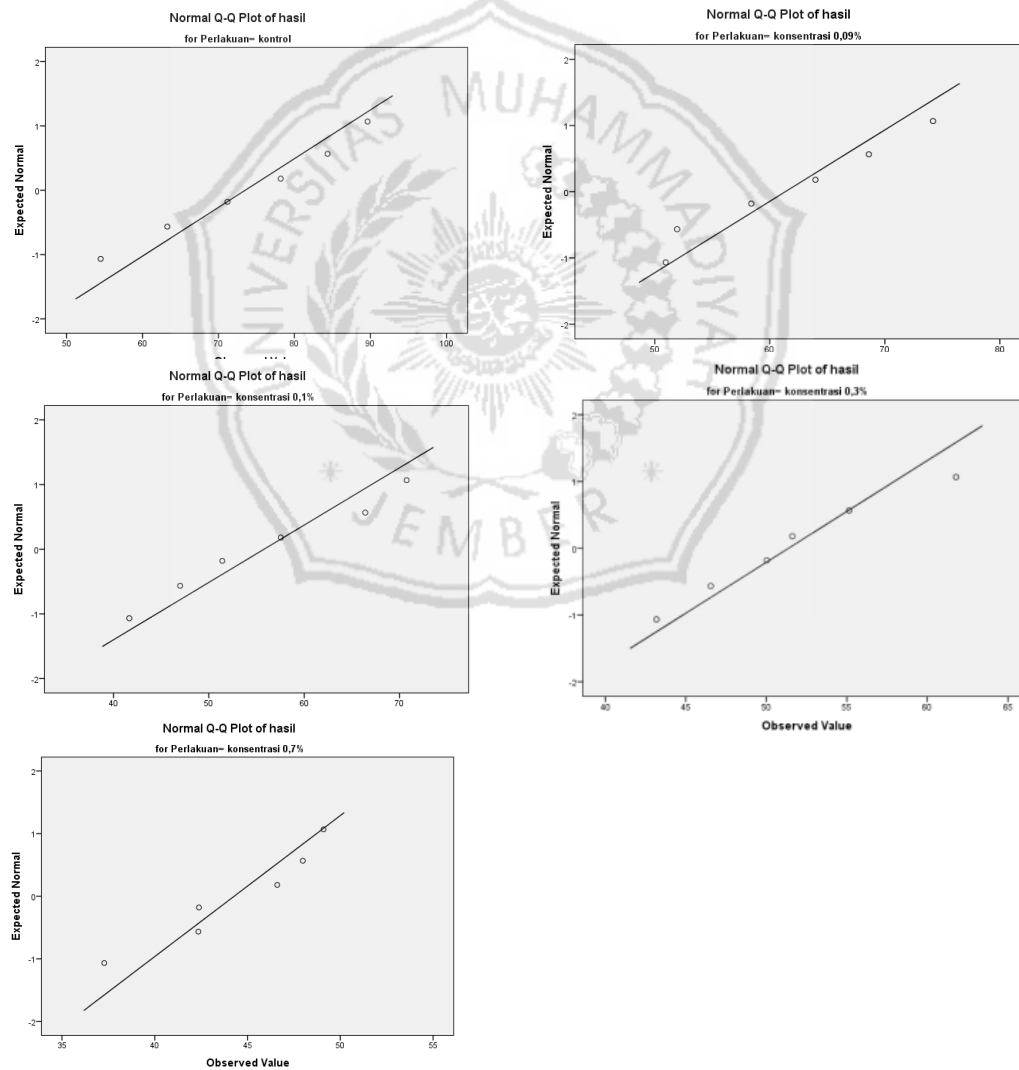 Normal Q-Q Plot of hasil
for Perlakuan= kontrol
Expected Normal
2
1
0
-1
-2
50 60 70 80 90 100
Normal Q-Q Plot of hasil
for Perlakuan= konsentrasi 0,09%
Expected Normal
2
1
0
-1
-2
50 60 70 80
Normal Q-Q Plot of hasil
for Perlakuan= konsentrasi 0,1%
Expected Normal
2
1
0
-1
-2
40 50 60 70
Normal Q-Q Plot of hasil
for Perlakuan= konsentrasi 0,3%
Expected Normal
2
1
0
-1
-2
40 45 50 55 60 65
Observed Value
Normal Q-Q Plot of hasil
for Perlakuan= konsentrasi 0,7%
Expected Normal
2
1
0
-1
-2
35 40 45 50 55
Observed Value
UNIVERSITAS MUHAMMADIYAH
JEMBER